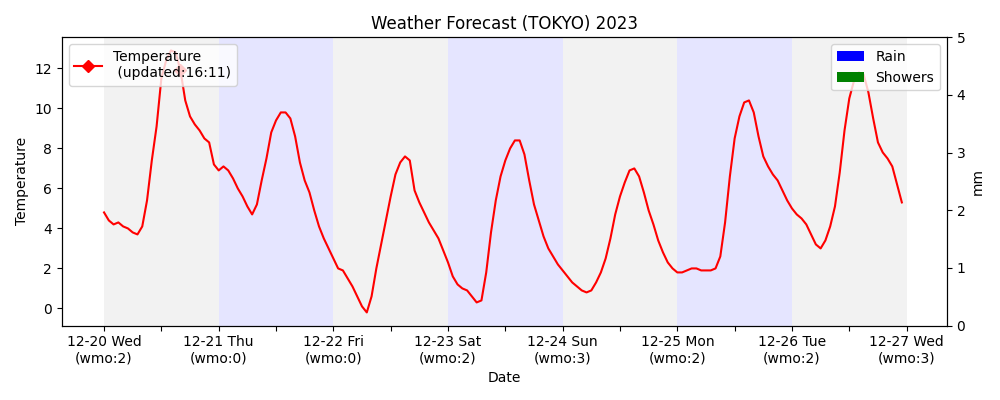 Weather Forecast (TOKYO) 2023
Temperature
(updated:16:11)
Rain
Showers
Temperature
12
10
8
6
4
2
0
5
4
3
2
1
0
mm
12-20 Wed
(wmo:2)
12-21 Thu
(wmo:0)
12-22 Fri
(wmo:0)
12-23 Sat
(wmo:2)
12-24 Sun
(wmo:3)
12-25 Mon
(wmo:2)
12-26 Tue
(wmo:2)
12-27 Wed
(wmo:3)
Date